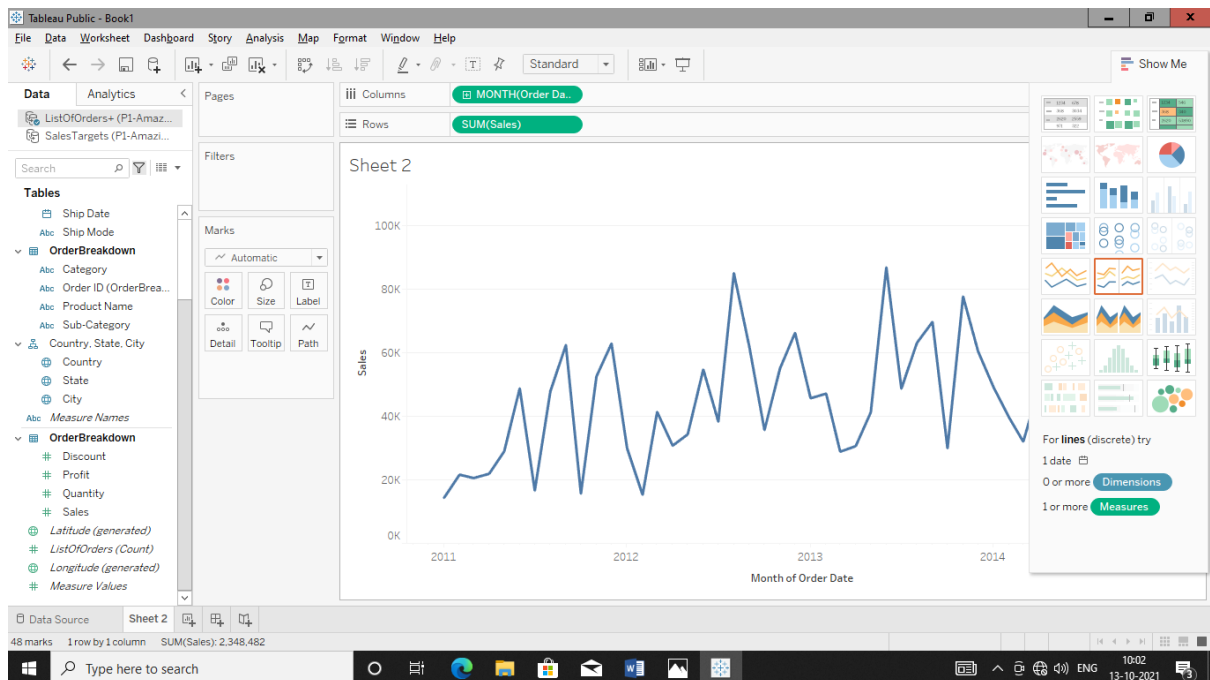 Tableau Public - Book1
File Data Worksheet Dashboard Story Analysis Map Format Window Help
Standard
Show Me
Data Analytics
ListOfOrders+ (P1-Amaz...
SalesTargets (P1-Amazi...
Search
Tables
Ship Date
Abc Ship Mode
OrderBreakdown
Abc Category
Abc Order ID (OrderBrea...
Abc Product Name
Abc Sub-Category
Country, State, City
Country
State
City
Abc Measure Names
OrderBreakdown
# Discount
# Profit
# Quantity
# Sales
Latitude (generated)
# ListOfOrders (Count)
Longitude (generated)
# Measure Values
Pages
Filters
Marks
Automatic
Color Size Label
Detail Tooltip Path
Columns MONTH(Order Da..
Rows SUM(Sales)
Sheet 2
100K
80K
60K
40K
20K
0K
Sales
2011 2012 2013 2014
Month of Order Date
For lines (discrete) try
1 date
0 or more Dimensions
1 or more Measures
Data Source Sheet 2
48 marks 1 row by 1 column SUM(Sales): 2,348,482
Type here to search
ENG
10:02
13-10-2021